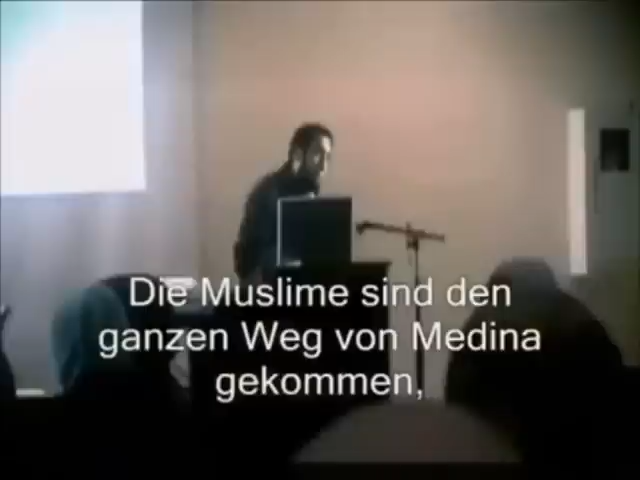 Die Muslime sind den
ganzen Weg von Medina
gekommen,